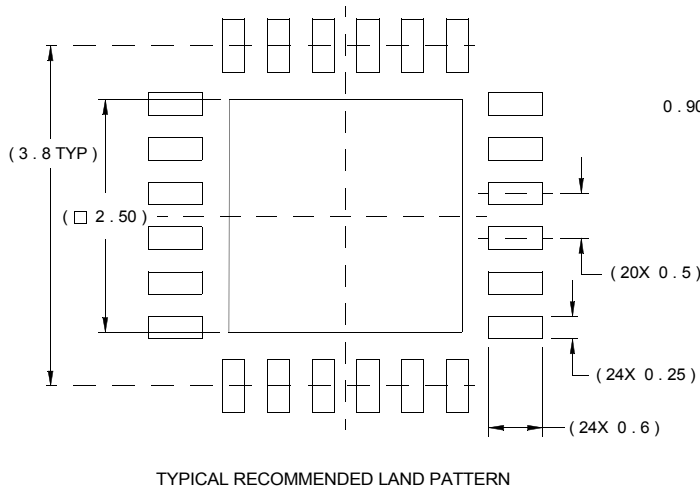 0.90
( 3 . 8 TYP )
( □ 2 . 50 )
( 20X 0.5 )
( 24X 0.25 )
( 24X 0 . 6 )
TYPICAL RECOMMENDED LAND PATTERN